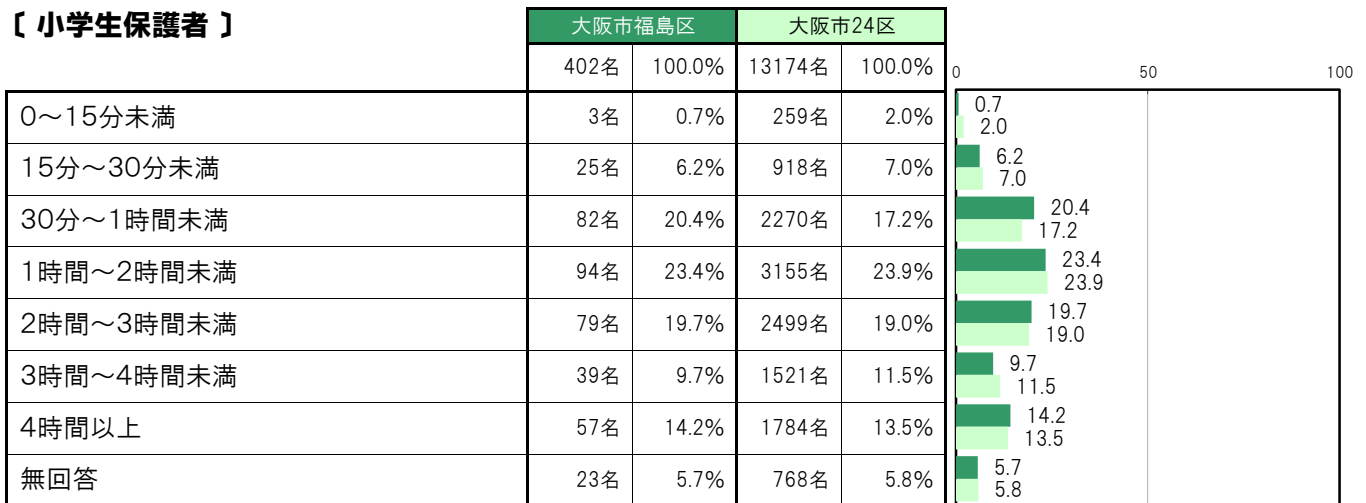 〔 小学生保護者 〕
大阪市福島区 大阪市24区
402名 100.0% 13174名 100.0% 0 50 100
0～15分未満 3名 0.7% 259名 2.0% 0.7
2.0
15分～30分未満 25名 6.2% 918名 7.0% 6.2
7.0
30分～1時間未満 82名 20.4% 2270名 17.2% 20.4
17.2
1時間～2時間未満 94名 23.4% 3155名 23.9% 23.4
23.9
2時間～3時間未満 79名 19.7% 2499名 19.0% 19.7
19.0
3時間～4時間未満 39名 9.7% 1521名 11.5% 9.7
11.5
4時間以上 57名 14.2% 1784名 13.5% 14.2
13.5
無回答 23名 5.7% 768名 5.8% 5.7
5.8